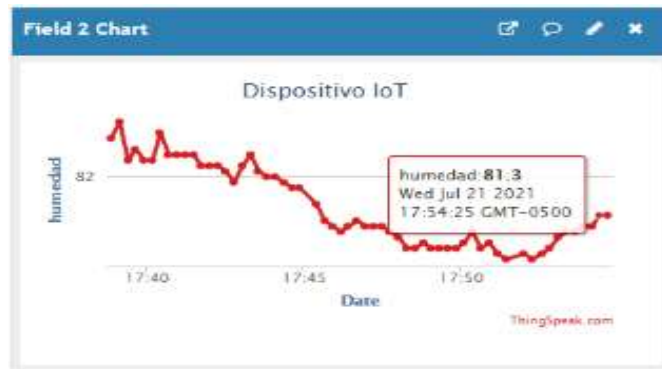 Field 2 Chart
Dispositivo IoT
humedad
82
humedad:81.3
Wed Jul 21 2021
17:54:25 GMT-0500
17:40
17:45
17:50
Date
ThingSpeak.com